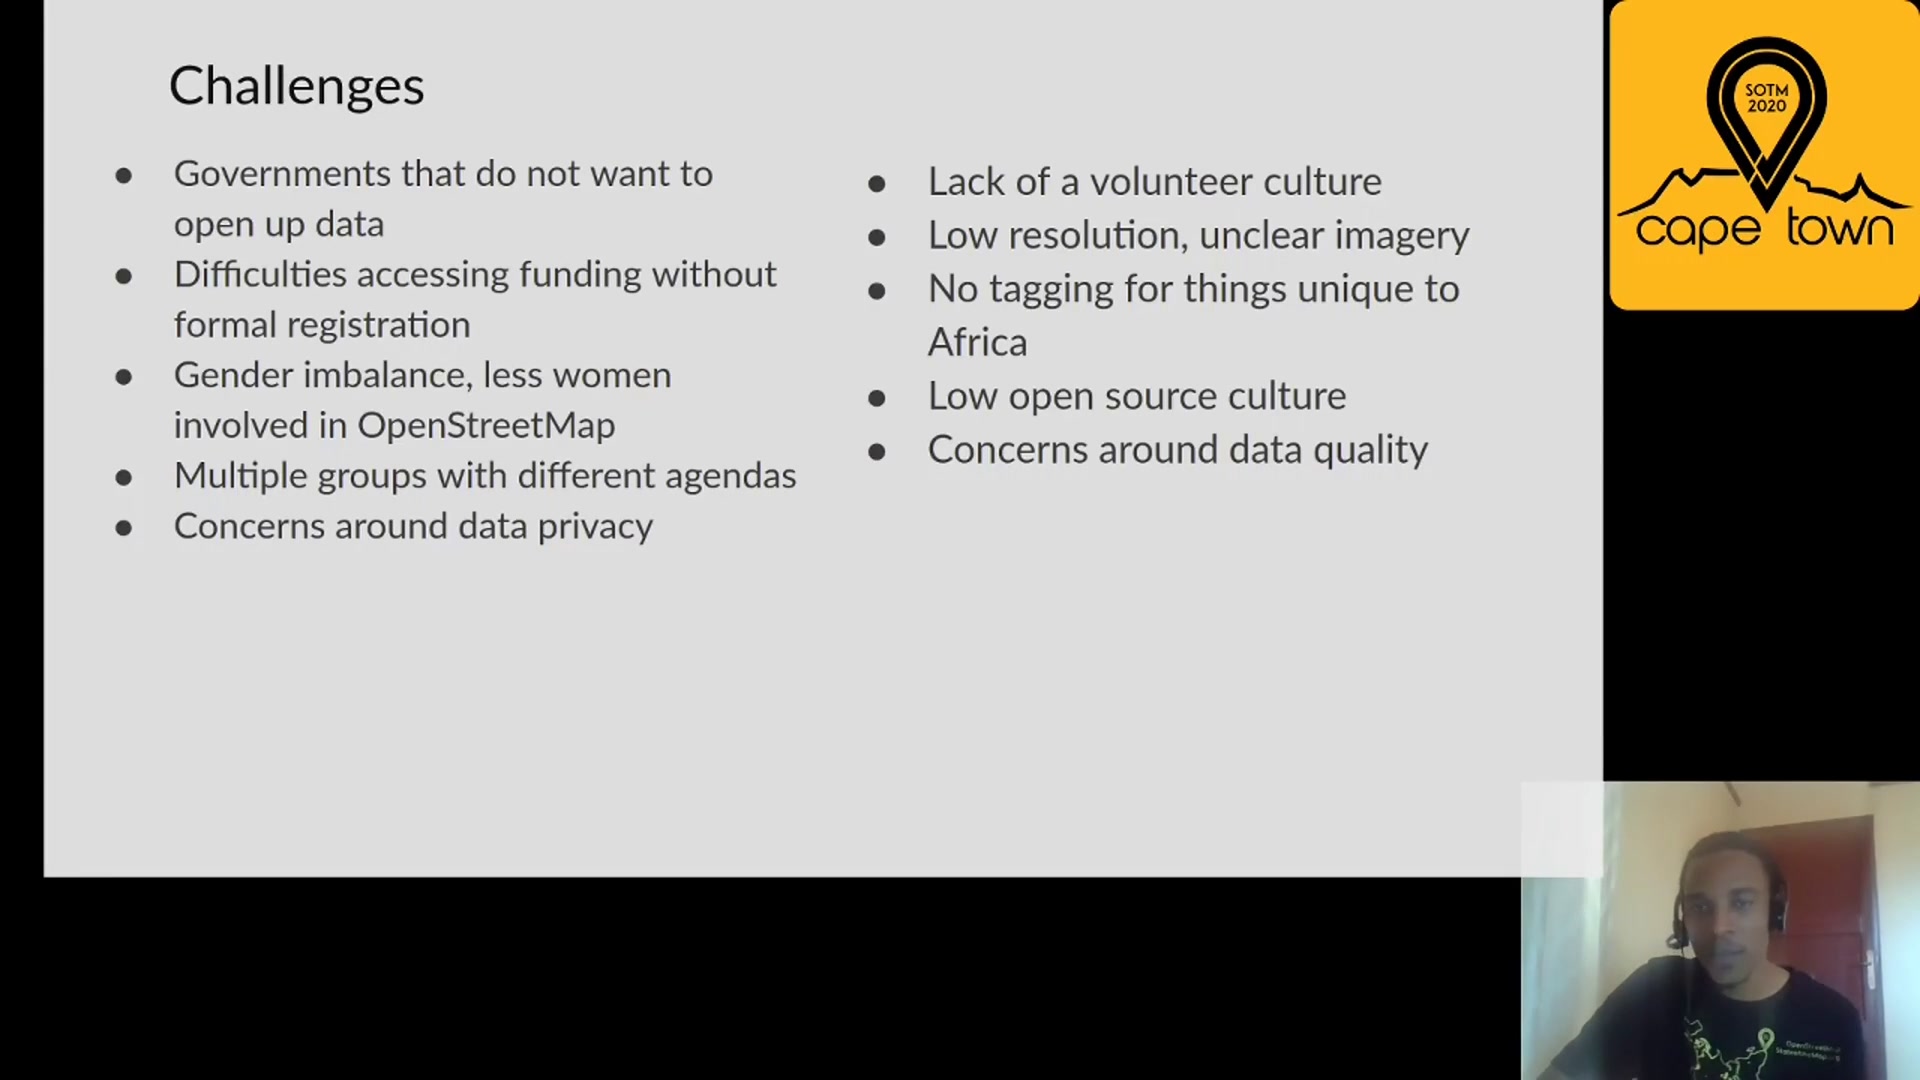 Challenges
● Governments that do not want to
open up data
● Difficulties accessing funding without
formal registration
● Gender imbalance, less women
involved in OpenStreetMap
● Multiple groups with different agendas
● Concerns around data privacy
● Lack of a volunteer culture
● Low resolution, unclear imagery
● No tagging for things unique to
Africa
● Low open source culture
● Concerns around data quality
SOTM
2020
cape town